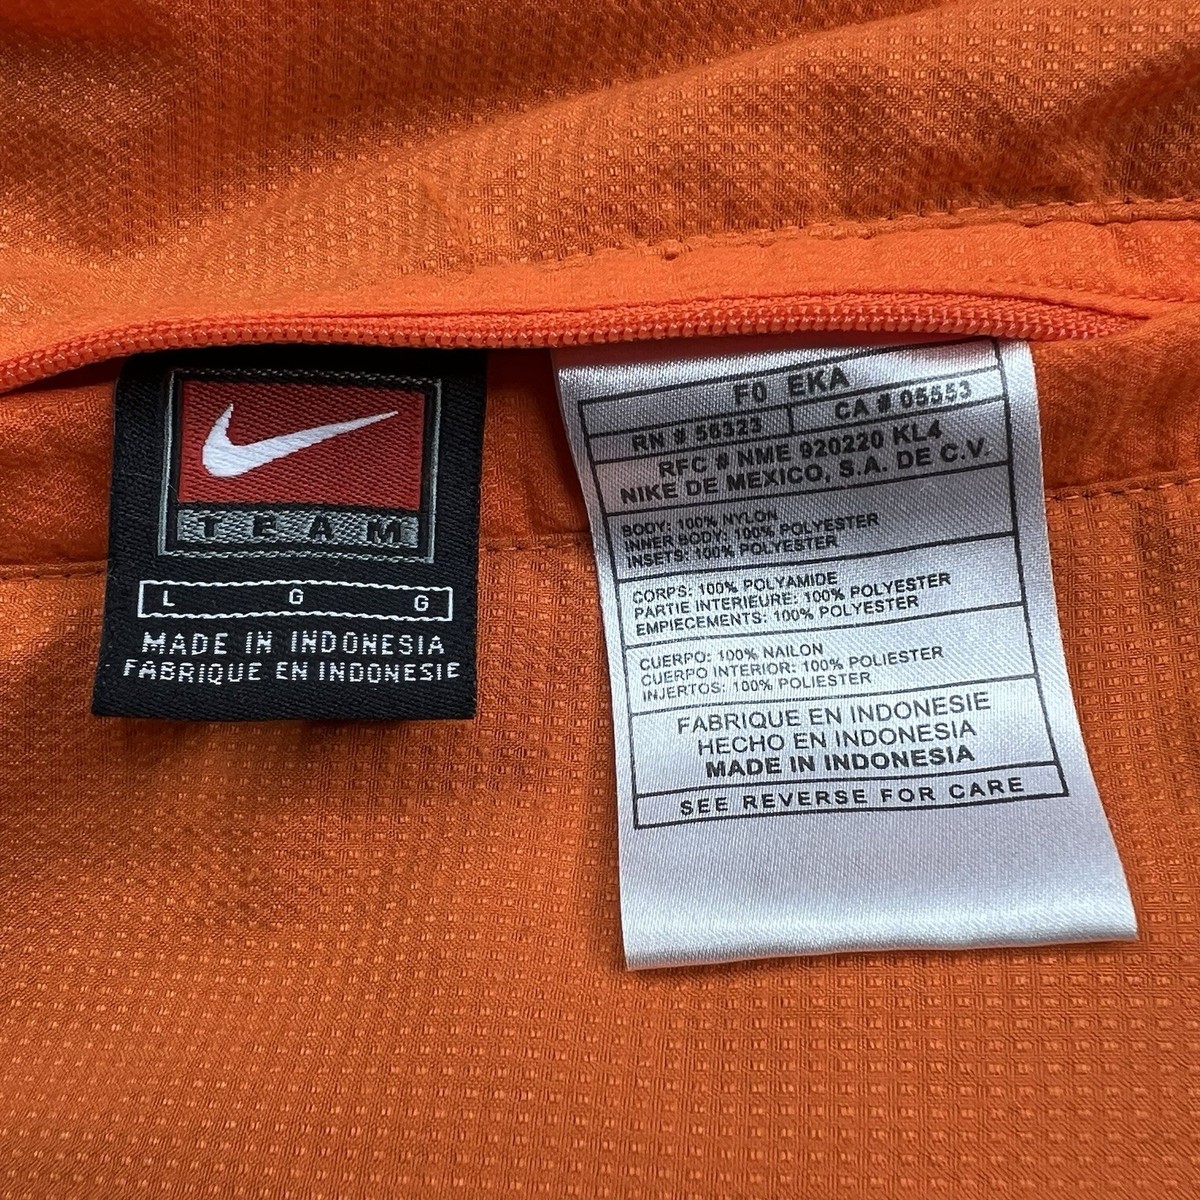 TEAM
L G G
MADE IN INDONESIA
FABRIQUE EN INDONESIE
F0 EKA
RN # 56323 CA # 05553
RFC # NME 920220 KL4
NIKE DE MEXICO, S.A. DE C.V.
BODY: 100% NYLON
INNER BODY: 100% POLYESTER
INSETS: 100% POLYESTER
CORPS: 100% POLYAMIDE
PARTIE INTERIEURE: 100% POLYESTER
EMPIECEMENTS: 100% POLYESTER
CUERPO: 100% NAILON
CUERPO INTERIOR: 100% POLIESTER
INJERTOS: 100% POLIESTER
FABRIQUE EN INDONESIE
HECHO EN INDONESIA
MADE IN INDONESIA
SEE REVERSE FOR CARE